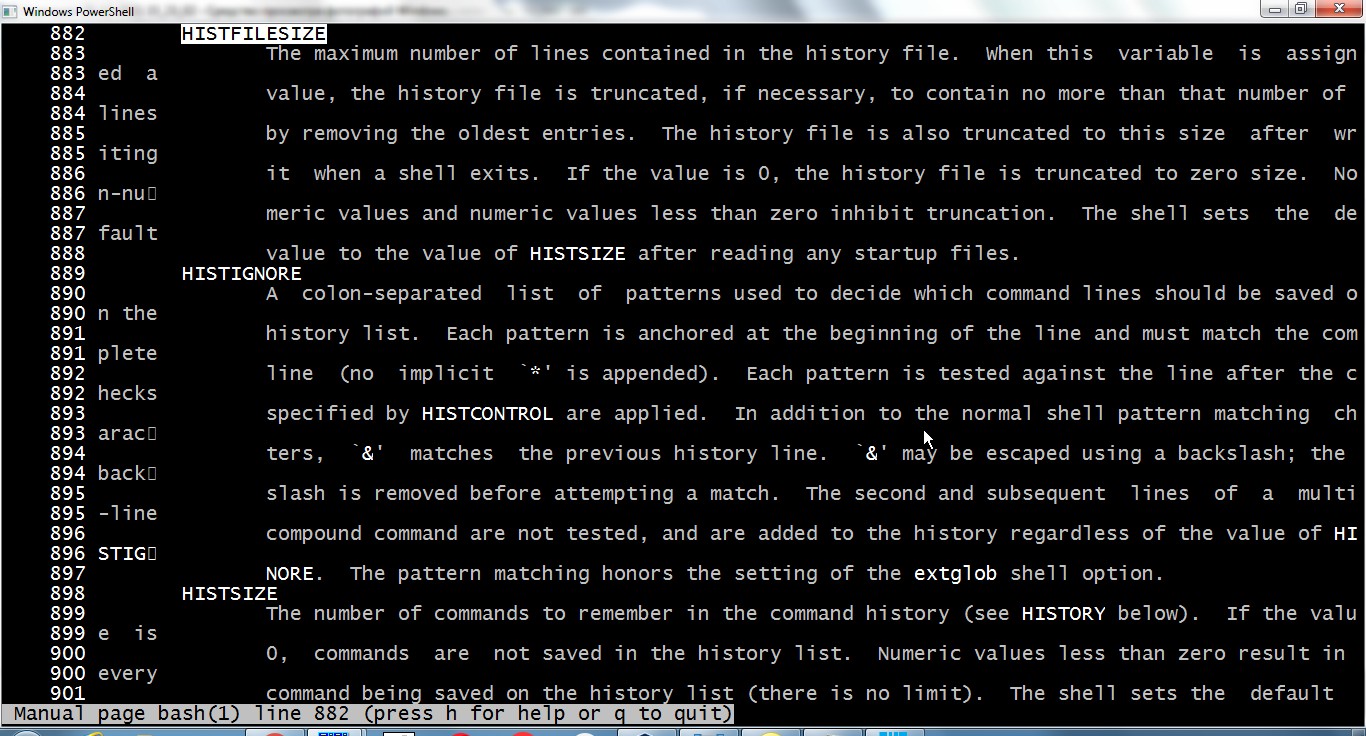 Windows PowerShell
882 HISTFILESIZE
883 The maximum number of lines contained in the history file. When this variable is assign
883 ed a
884 value, the history file is truncated, if necessary, to contain no more than that number of
884 lines
885 by removing the oldest entries. The history file is also truncated to this size after wr
885 iting
886 it when a shell exits. If the value is 0, the history file is truncated to zero size. No
886 n-nu▯
887 meric values and numeric values less than zero inhibit truncation. The shell sets the de
887 fault
888 value to the value of HISTSIZE after reading any startup files.
889 HISTIGNORE
890 A colon-separated list of patterns used to decide which command lines should be saved o
890 n the
891 history list. Each pattern is anchored at the beginning of the line and must match the com
891 plete
892 line (no implicit `*' is appended). Each pattern is tested against the line after the c
892 hecks
893 specified by HISTCONTROL are applied. In addition to the normal shell pattern matching ch
893 arac▯
894 ters, `&' matches the previous history line. `&' may be escaped using a backslash; the
894 back▯
895 slash is removed before attempting a match. The second and subsequent lines of a multi
895 -line
896 compound command are not tested, and are added to the history regardless of the value of HI
896 STIG▯
897 NORE. The pattern matching honors the setting of the extglob shell option.
898 HISTSIZE
899 The number of commands to remember in the command history (see HISTORY below). If the valu
899 e is
900 0, commands are not saved in the history list. Numeric values less than zero result in
900 every
901 command being saved on the history list (there is no limit). The shell sets the default
Manual page bash(1) line 882 (press h for help or q to quit)